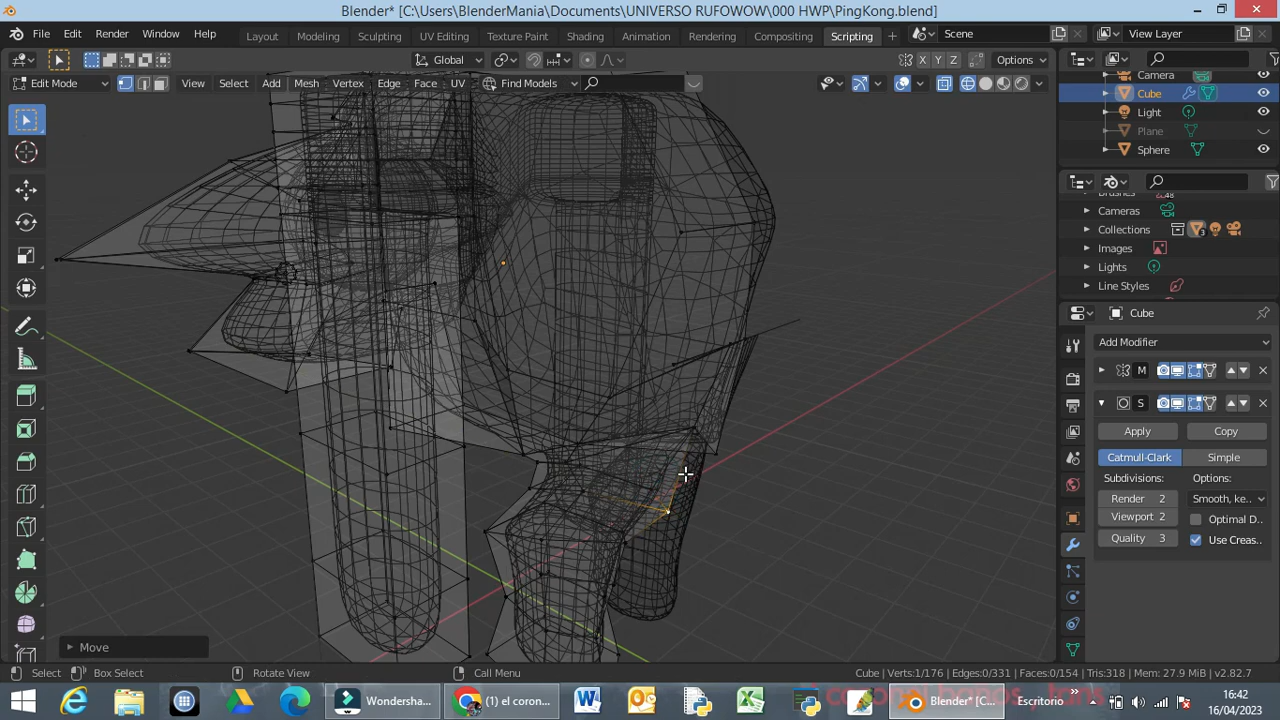 Blender* [C:\Users\BlenderMania\Documents\UNIVERSO RUFOWOW\000 HWP\PingKong.blend]
File Edit Render Window Help Layout Modeling Sculpting UV Editing Texture Paint Shading Animation Rendering Compositing Scripting + Scene View Layer
Global X Y Z Options
Edit Mode View Select Add Mesh Vertex Edge Face UV Find Models
Camera
Cube
Light
Plane
Sphere
Cameras
Collections
Images
Lights
Line Styles
Cube
Add Modifier
M
S
Apply Copy
Catmull-Clark Simple
Subdivisions: Options:
Render 2 Smooth, ke..
Viewport 2 Optimal D..
Quality 3 Use Creas..
Move
Select Box Select Rotate View Call Menu Cube | Verts:1/176 | Edges:0/331 | Faces:0/154 | Tris:318 | Mem: 27.9 MiB | v2.82.7
Wondersha... (1) el coron... Blender* [C... Escritorio 16:42
16/04/2023